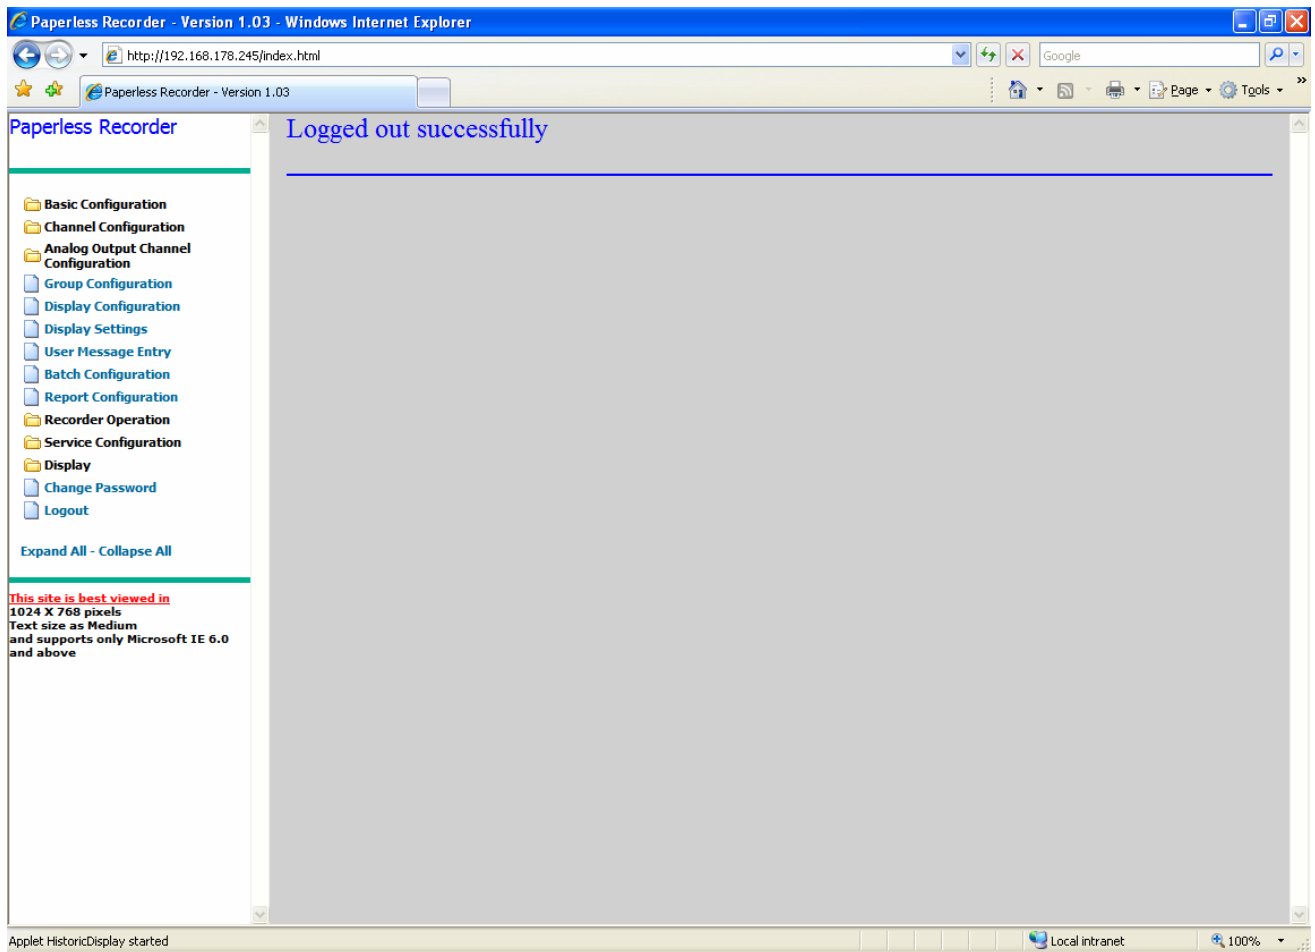 Paperless Recorder - Version 1.03 - Windows Internet Explorer
http://192.168.178.245/index.html
Google
Paperless Recorder - Version 1.03
Page
Tools
»
Paperless Recorder
Basic Configuration
Channel Configuration
Analog Output Channel
Configuration
Group Configuration
Display Configuration
Display Settings
User Message Entry
Batch Configuration
Report Configuration
Recorder Operation
Service Configuration
Display
Change Password
Logout
Expand All - Collapse All
This site is best viewed in
1024 X 768 pixels
Text size as Medium
and supports only Microsoft IE 6.0
and above
Logged out successfully
Applet HistoricDisplay started
Local intranet
100%